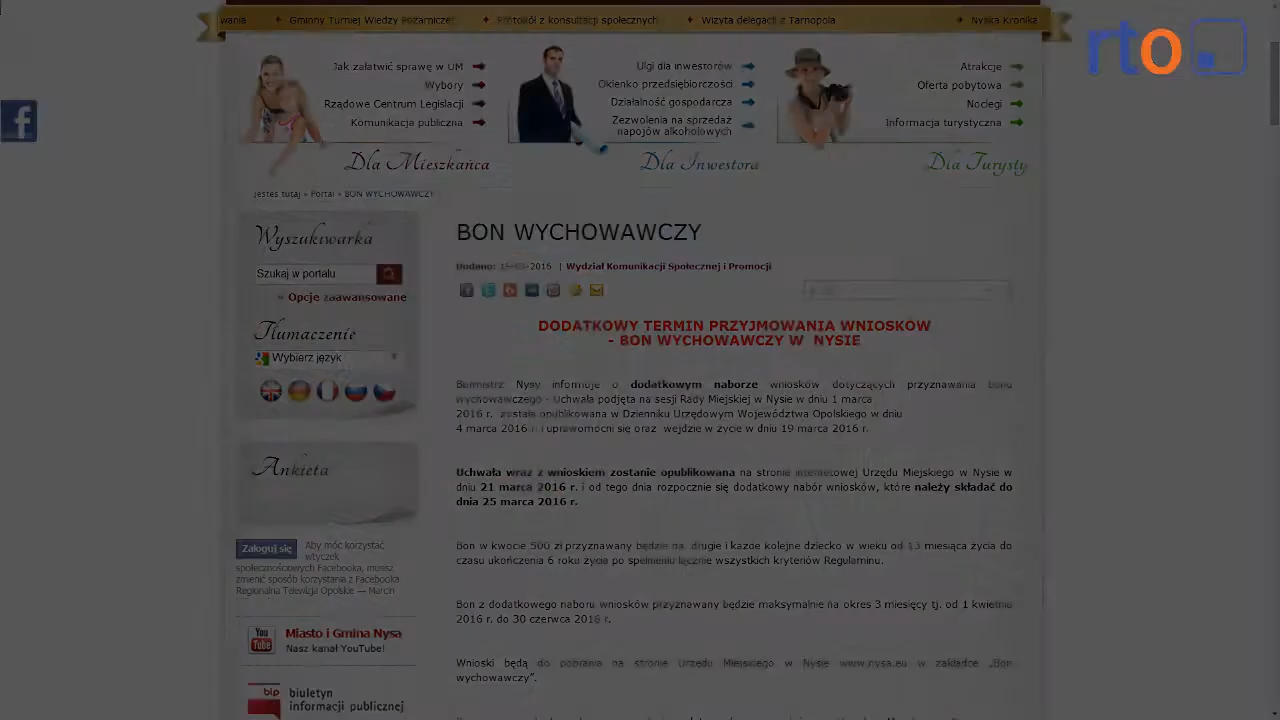 wania
Gminny Turniej Wiedzy Pożarniczej
Protokół z konsultacji społecznych
Wizyta delegacji z Tarnopola
Nyska Kronika
rto
Jak załatwić sprawę w UM
Wybory
Rządowe Centrum Legislacji
Komunikacja publiczna
Dla Mieszkańca
Ulgi dla inwestorów
Okienko przedsiębiorczości
Działalność gospodarcza
Zezwolenia na sprzedaż
napojów alkoholowych
Dla Inwestora
Atrakcje
Oferta pobytowa
Noclegi
Informacja turystyczna
Dla Turysty
Jesteś tutaj » Portal » BON WYCHOWAWCZY
Wyszukiwarka
Szukaj w portalu
» Opcje zaawansowane
Tłumaczenie
Wybierz język
Ankieta
Zaloguj się
Aby móc korzystać
wtyczek
społecznościowych Facebooka, musisz
zmienić sposób korzystania z Facebooka
Regionalna Telewizja Opolskie — Marcin
You
Tube
Miasto i Gmina Nysa
Nasz kanał YouTube!
bip
biuletyn
informacji publicznej
BON WYCHOWAWCZY
Dodano: 15-03-2016 | Wydział Komunikacji Społecznej i Promocji
DODATKOWY TERMIN PRZYJMOWANIA WNIOSKÓW
- BON WYCHOWAWCZY W NYSIE
Burmistrz Nysy informuje o dodatkowym naborze wniosków dotyczących przyznawania bonu
wychowawczego - Uchwała podjęta na sesji Rady Miejskiej w Nysie w dniu 1 marca
2016 r. została opublikowana w Dzienniku Urzędowym Województwa Opolskiego w dniu
4 marca 2016 r. i uprawomocni się oraz wejdzie w życie w dniu 19 marca 2016 r.
Uchwała wraz z wnioskiem zostanie opublikowana na stronie internetowej Urzędu Miejskiego w Nysie w
dniu 21 marca 2016 r. i od tego dnia rozpocznie się dodatkowy nabór wniosków, które należy składać do
dnia 25 marca 2016 r.
Bon w kwocie 500 zł przyznawany będzie na drugie i każde kolejne dziecko w wieku od 13 miesiąca życia do
czasu ukończenia 6 roku życia po spełnieniu łącznie wszystkich kryteriów Regulaminu.
Bon z dodatkowego naboru wniosków przyznawany będzie maksymalnie na okres 3 miesięcy tj. od 1 kwietnia
2016 r. do 30 czerwca 2016 r.
Wnioski będą do pobrania na stronie Urzędu Miejskiego w Nysie www.nysa.eu w zakładce „Bon
wychowawczy”.